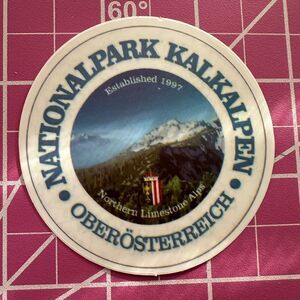 60°
• NATIONALPARK KALKALPEN •
Established 1997
Northern Limestone Alps
OBERÖSTERREICH